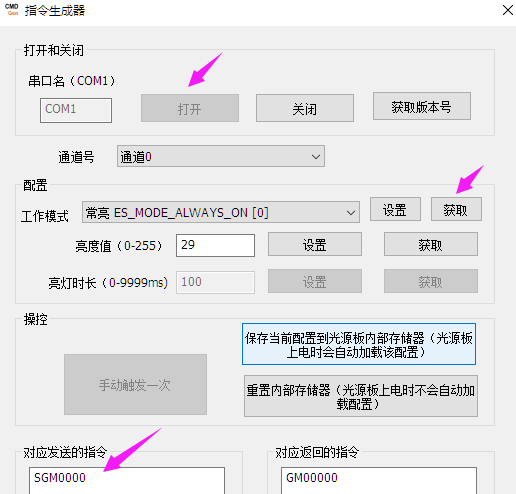 CMD
Gen
指令生成器
打开和关闭
串口名（COM1）
COM1
打开
关闭
获取版本号
通道号
通道0
配置
工作模式
常亮 ES_MODE_ALWAYS_ON [0]
设置
获取
亮度值（0-255）
29
设置
获取
亮灯时长（0-9999ms）
100
设置
获取
操控
手动触发一次
保存当前配置到光源板内部存储器（光源板
上电时会自动加载该配置）
重置内部存储器（光源板上电时不会自动加
载配置）
对应发送的指令
SGM0000
对应返回的指令
GM00000